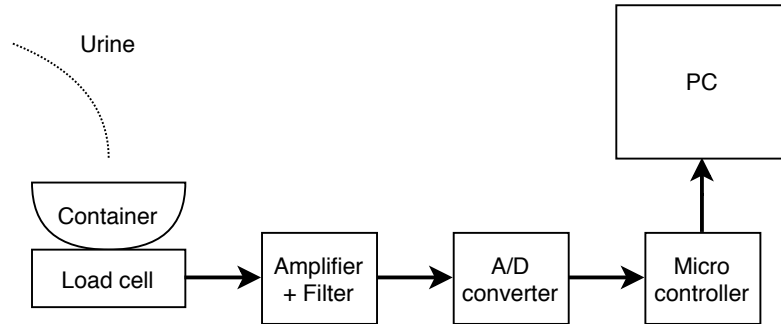 Urine
PC
Container
Load cell
Amplifier
+ Filter
A/D
converter
Micro
controller